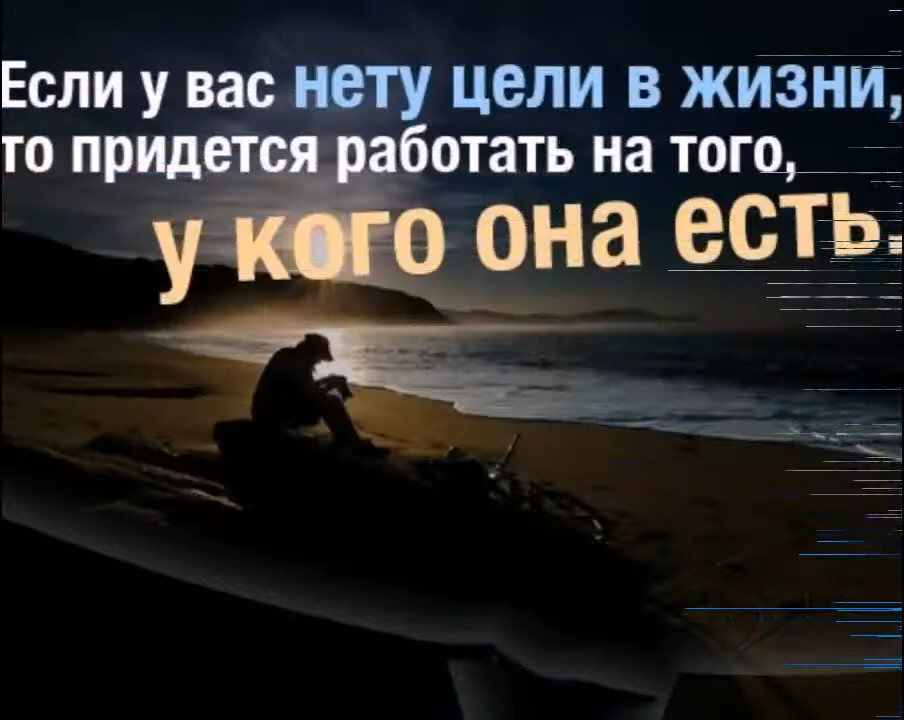 Если у вас нету цели в жизни,
то придется работать на того,
у кого она есть.